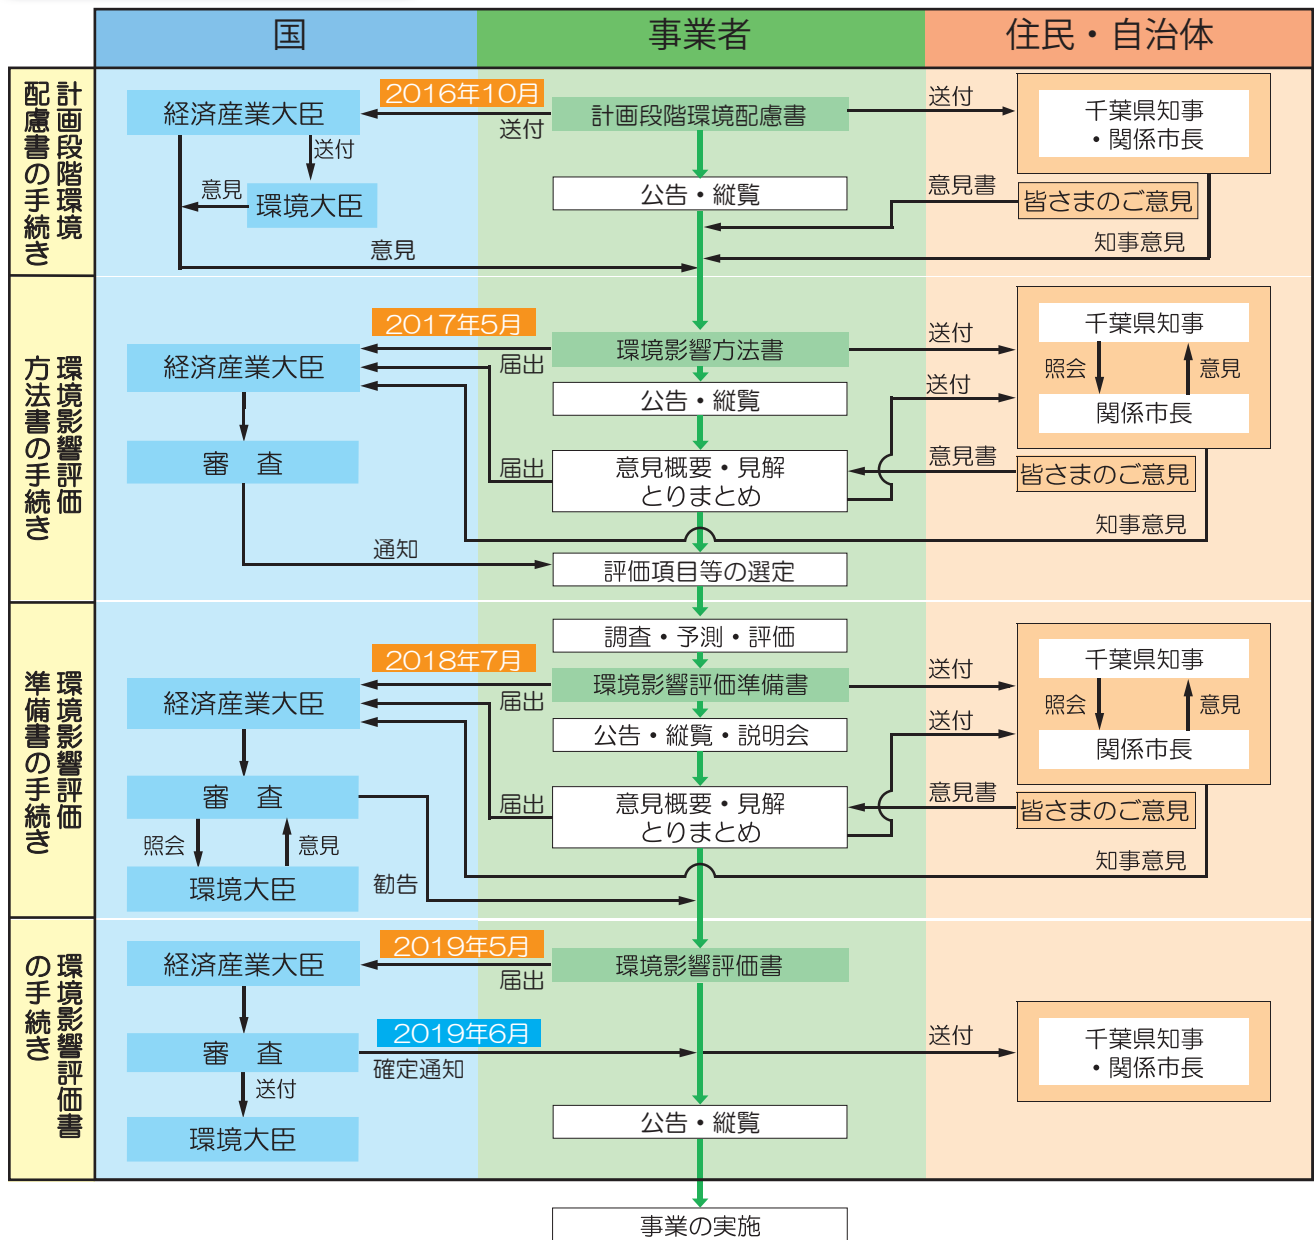 国
事業者
住民・自治体
計画段階環境
配慮書の手続き
経済産業大臣
2016年10月
送付
計画段階環境配慮書
送付
千葉県知事
・関係市長
送付
意見
環境大臣
公告・縦覧
意見書
皆さまのご意見
意見
知事意見
環境影響評価
方法書の手続き
経済産業大臣
2017年5月
届出
環境影響方法書
送付
千葉県知事
照会
意見
関係市長
公告・縦覧
送付
審 査
届出
意見概要・見解
とりまとめ
意見書
皆さまのご意見
知事意見
通知
評価項目等の選定
環境影響評価
準備書の手続き
調査・予測・評価
経済産業大臣
2018年7月
届出
環境影響評価準備書
送付
千葉県知事
照会
意見
関係市長
公告・縦覧・説明会
送付
審 査
届出
意見概要・見解
とりまとめ
意見書
皆さまのご意見
照会
意見
知事意見
環境大臣
勧告
環境影響評価書
の手続き
経済産業大臣
2019年5月
届出
環境影響評価書
審 査
2019年6月
確定通知
送付
千葉県知事
・関係市長
送付
環境大臣
公告・縦覧
事業の実施